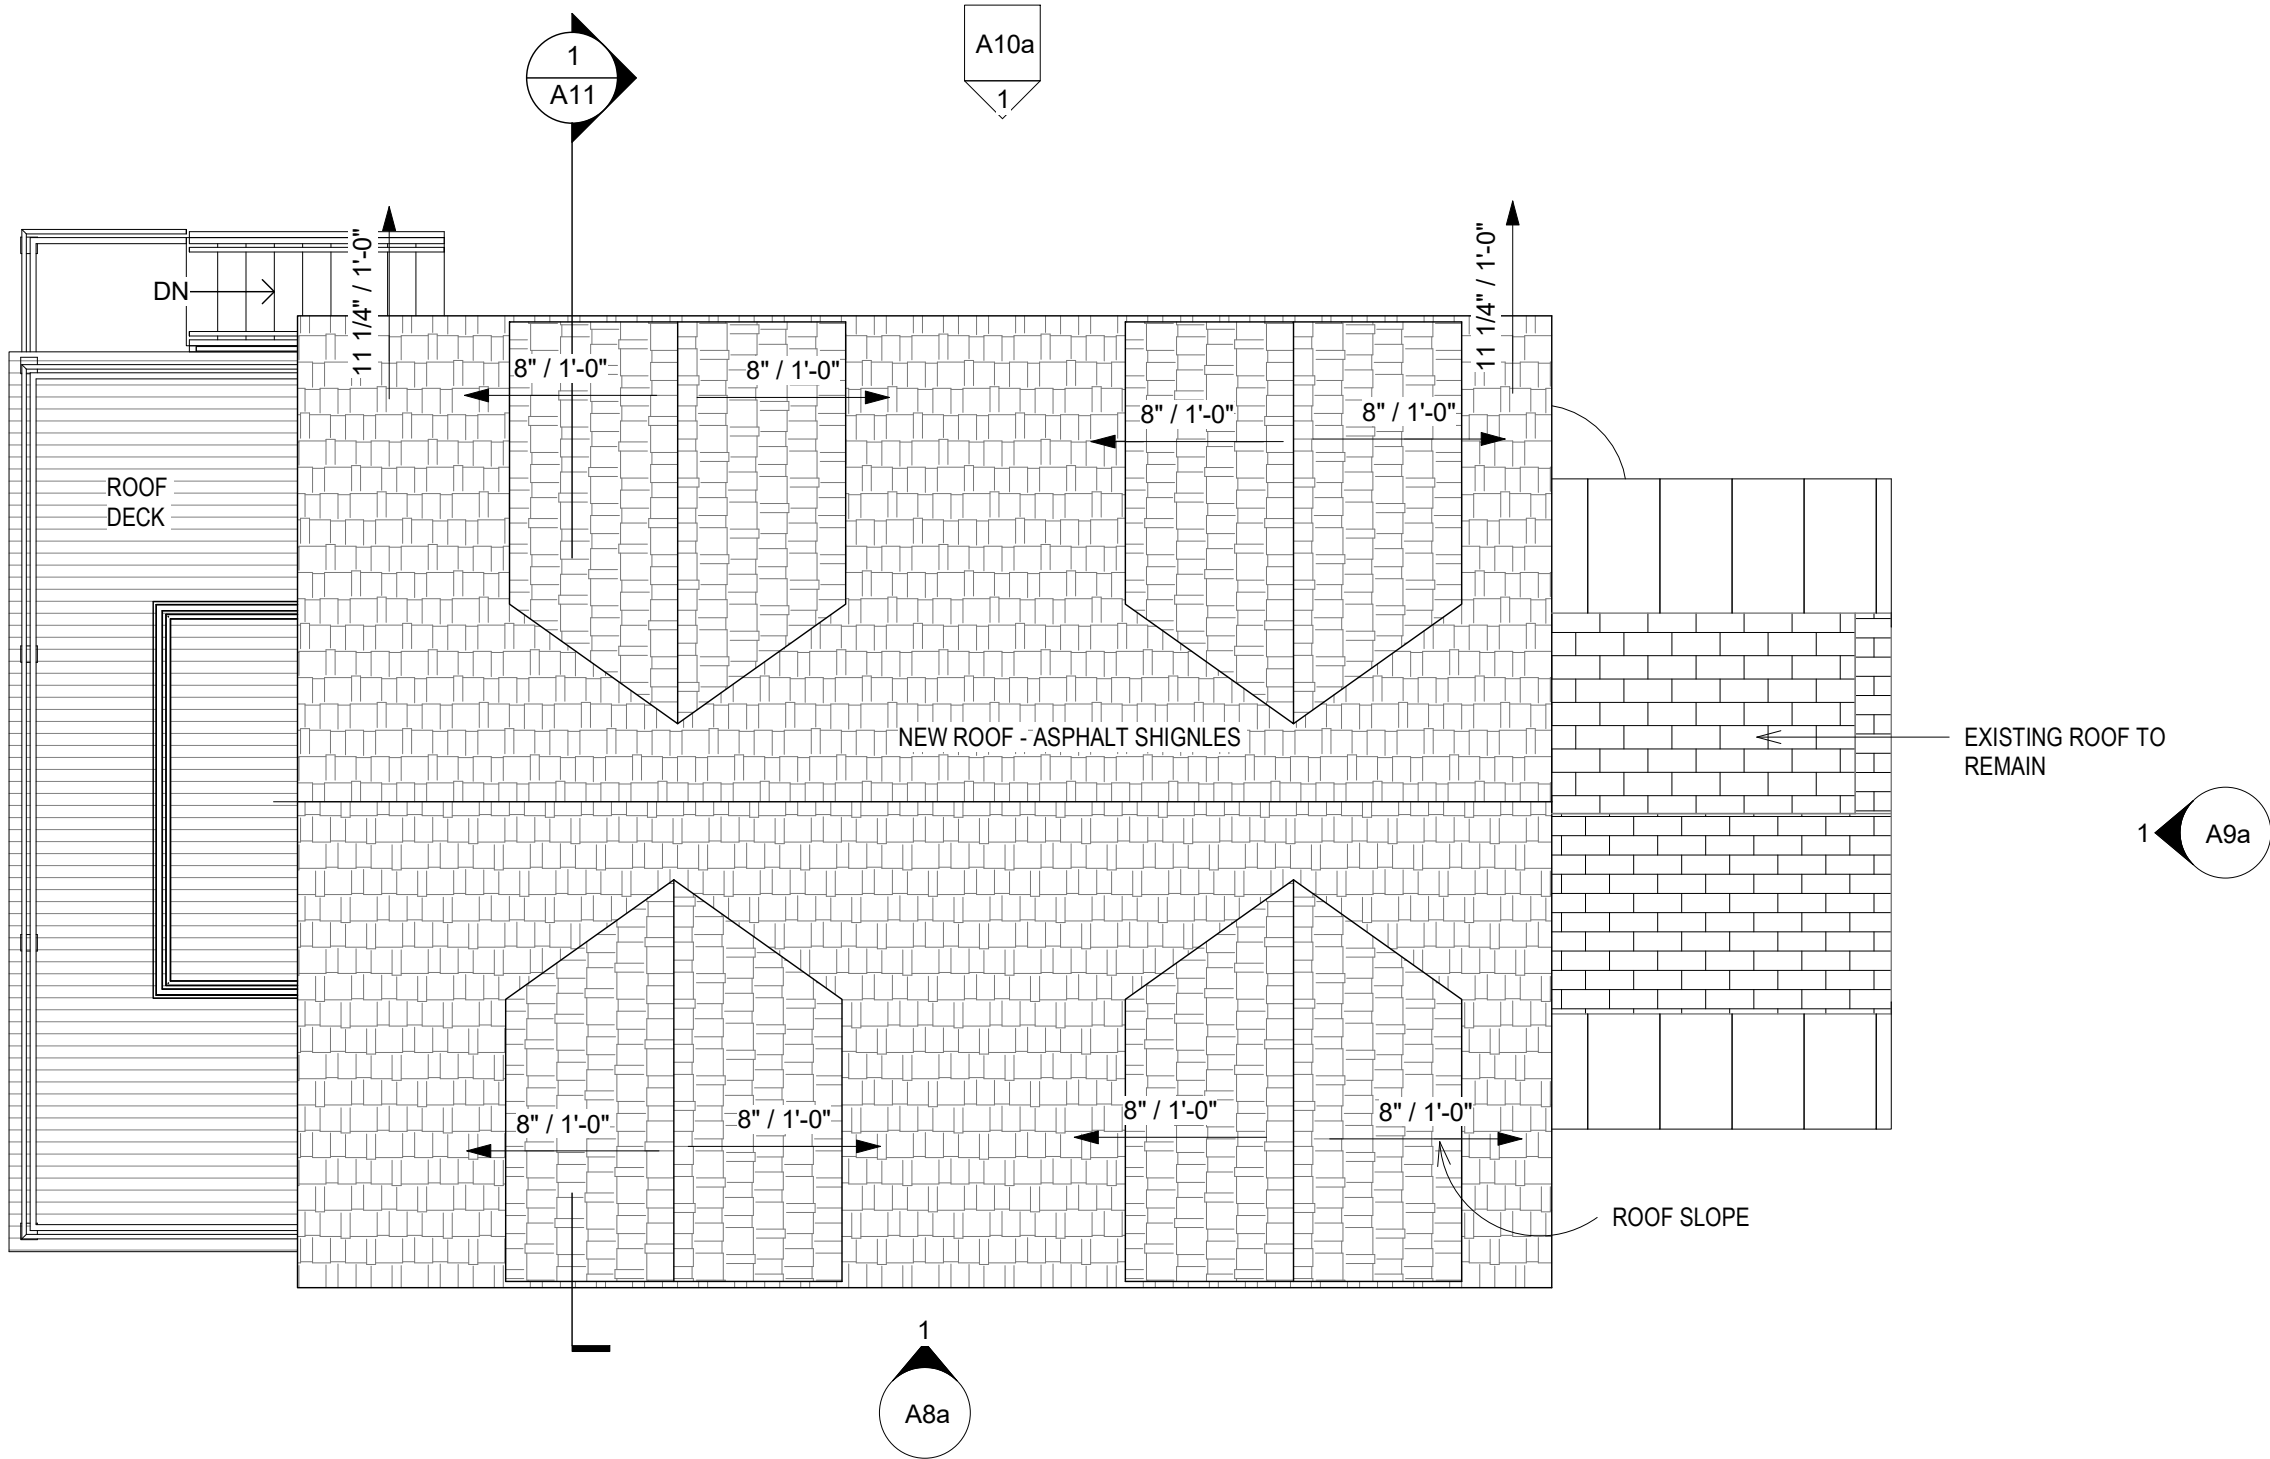 1
A11
A10a
1
11 1/4" / 1'-0"
11 1/4" / 1'-0"
DN
8" / 1'-0"
8" / 1'-0"
8" / 1'-0"
8" / 1'-0"
ROOF
DECK
NEW ROOF - ASPHALT SHIGNLES
EXISTING ROOF TO
REMAIN
1
A9a
8" / 1'-0"
8" / 1'-0"
8" / 1'-0"
8" / 1'-0"
ROOF SLOPE
1
A8a